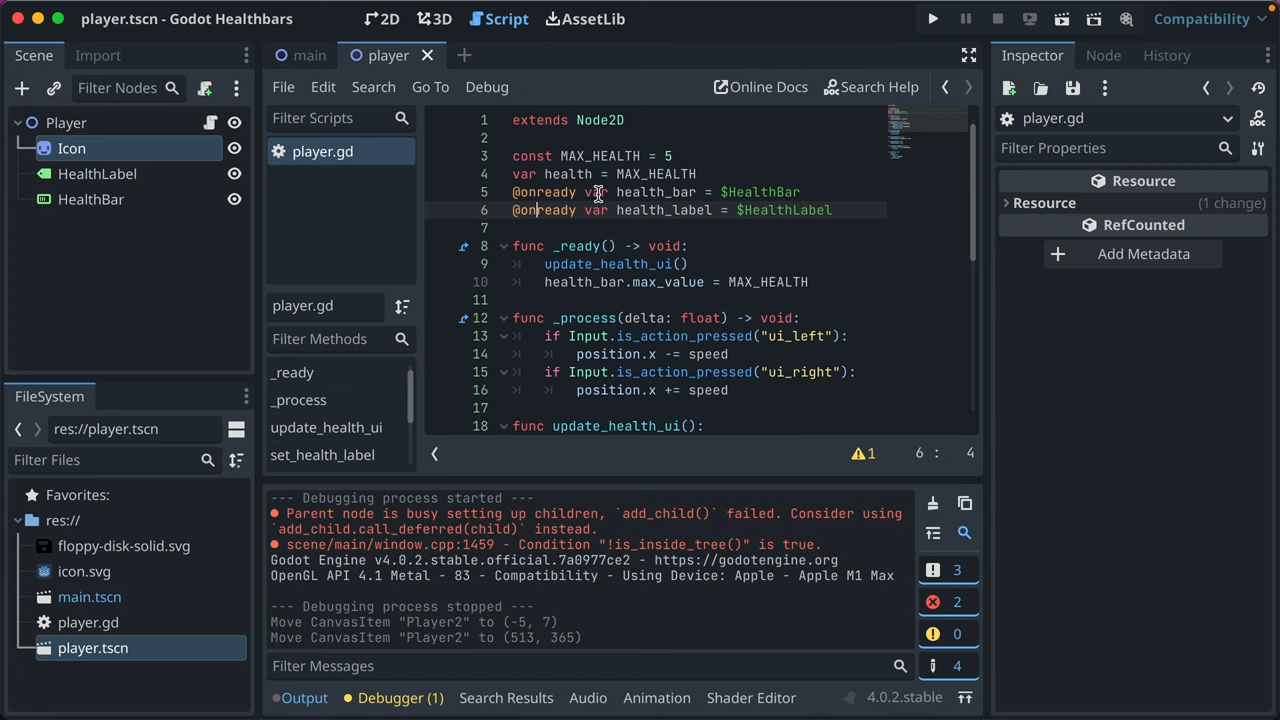 player.tscn - Godot Healthbars
2D 3D Script AssetLib
Compatibility
Scene Import
Filter Nodes
Player
Icon
HealthLabel
HealthBar
FileSystem
res://player.tscn
Filter Files
Favorites:
res://
floppy-disk-solid.svg
icon.svg
main.tscn
player.gd
player.tscn
main player
File Edit Search Go To Debug Online Docs Search Help
Filter Scripts
player.gd
player.gd
Filter Methods
_ready
_process
update_health_ui
set_health_label
1 extends Node2D
2
3 const MAX_HEALTH = 5
4 var health = MAX_HEALTH
5 @onready var health_bar = $HealthBar
6 @onready var health_label = $HealthLabel
7
8 func _ready() -> void:
9 update_health_ui()
10 health_bar.max_value = MAX_HEALTH
11
12 func _process(delta: float) -> void:
13 if Input.is_action_pressed("ui_left"):
14 position.x -= speed
15 if Input.is_action_pressed("ui_right"):
16 position.x += speed
17
18 func update_health_ui():
1 6 : 4
--- Debugging process started ---
Parent node is busy setting up children, `add_child()` failed. Consider using
`add_child.call_deferred(child)` instead.
scene/main/window.cpp:1459 - Condition "!is_inside_tree()" is true.
Godot Engine v4.0.2.stable.official.7a0977ce2 - https://godotengine.org
OpenGL API 4.1 Metal - 83 - Compatibility - Using Device: Apple - Apple M1 Max
--- Debugging process stopped ---
Move CanvasItem "Player2" to (-5, 7)
Move CanvasItem "Player2" to (513, 365)
3
2
0
4
Filter Messages
Output Debugger (1) Search Results Audio Animation Shader Editor 4.0.2.stable
Inspector Node History
player.gd
Filter Properties
Resource
Resource (1 change)
RefCounted
Add Metadata